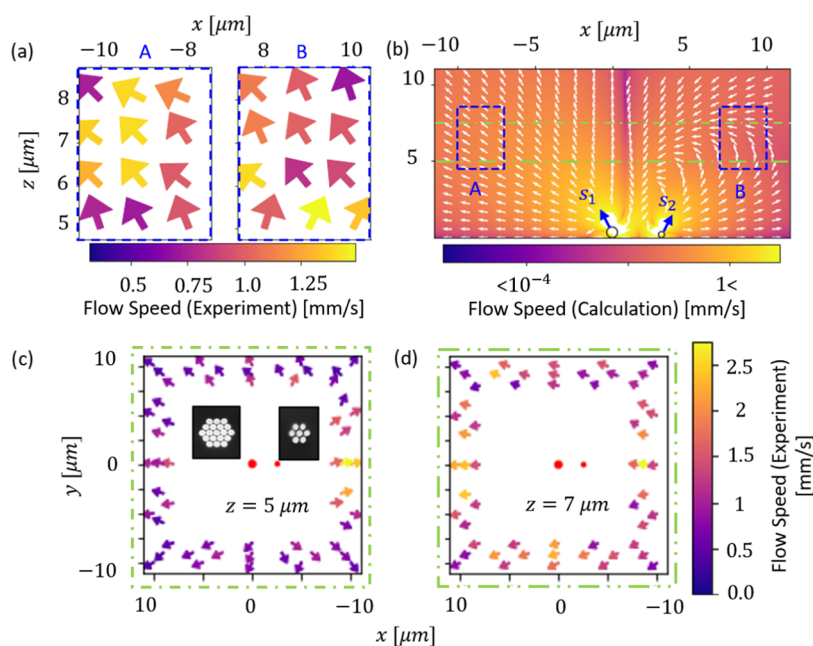 x [μm]
(a)
−10
A
−8
8
B
10
8
7
6
5
z [μm]
0.5
0.75
1.0
1.25
Flow Speed (Experiment) [mm/s]
x [μm]
(b)
−10
−5
0
5
10
10
5
0
A
B
s₁
s₂
<10⁻⁴
1<
Flow Speed (Calculation) [mm/s]
(c)
10
0
−10
y [μm]
z = 5 μm
10
0
−10
(d)
z = 7 μm
10
0
−10
x [μm]
2.5
2
1.5
1
0.5
0.0
Flow Speed (Experiment)
[mm/s]